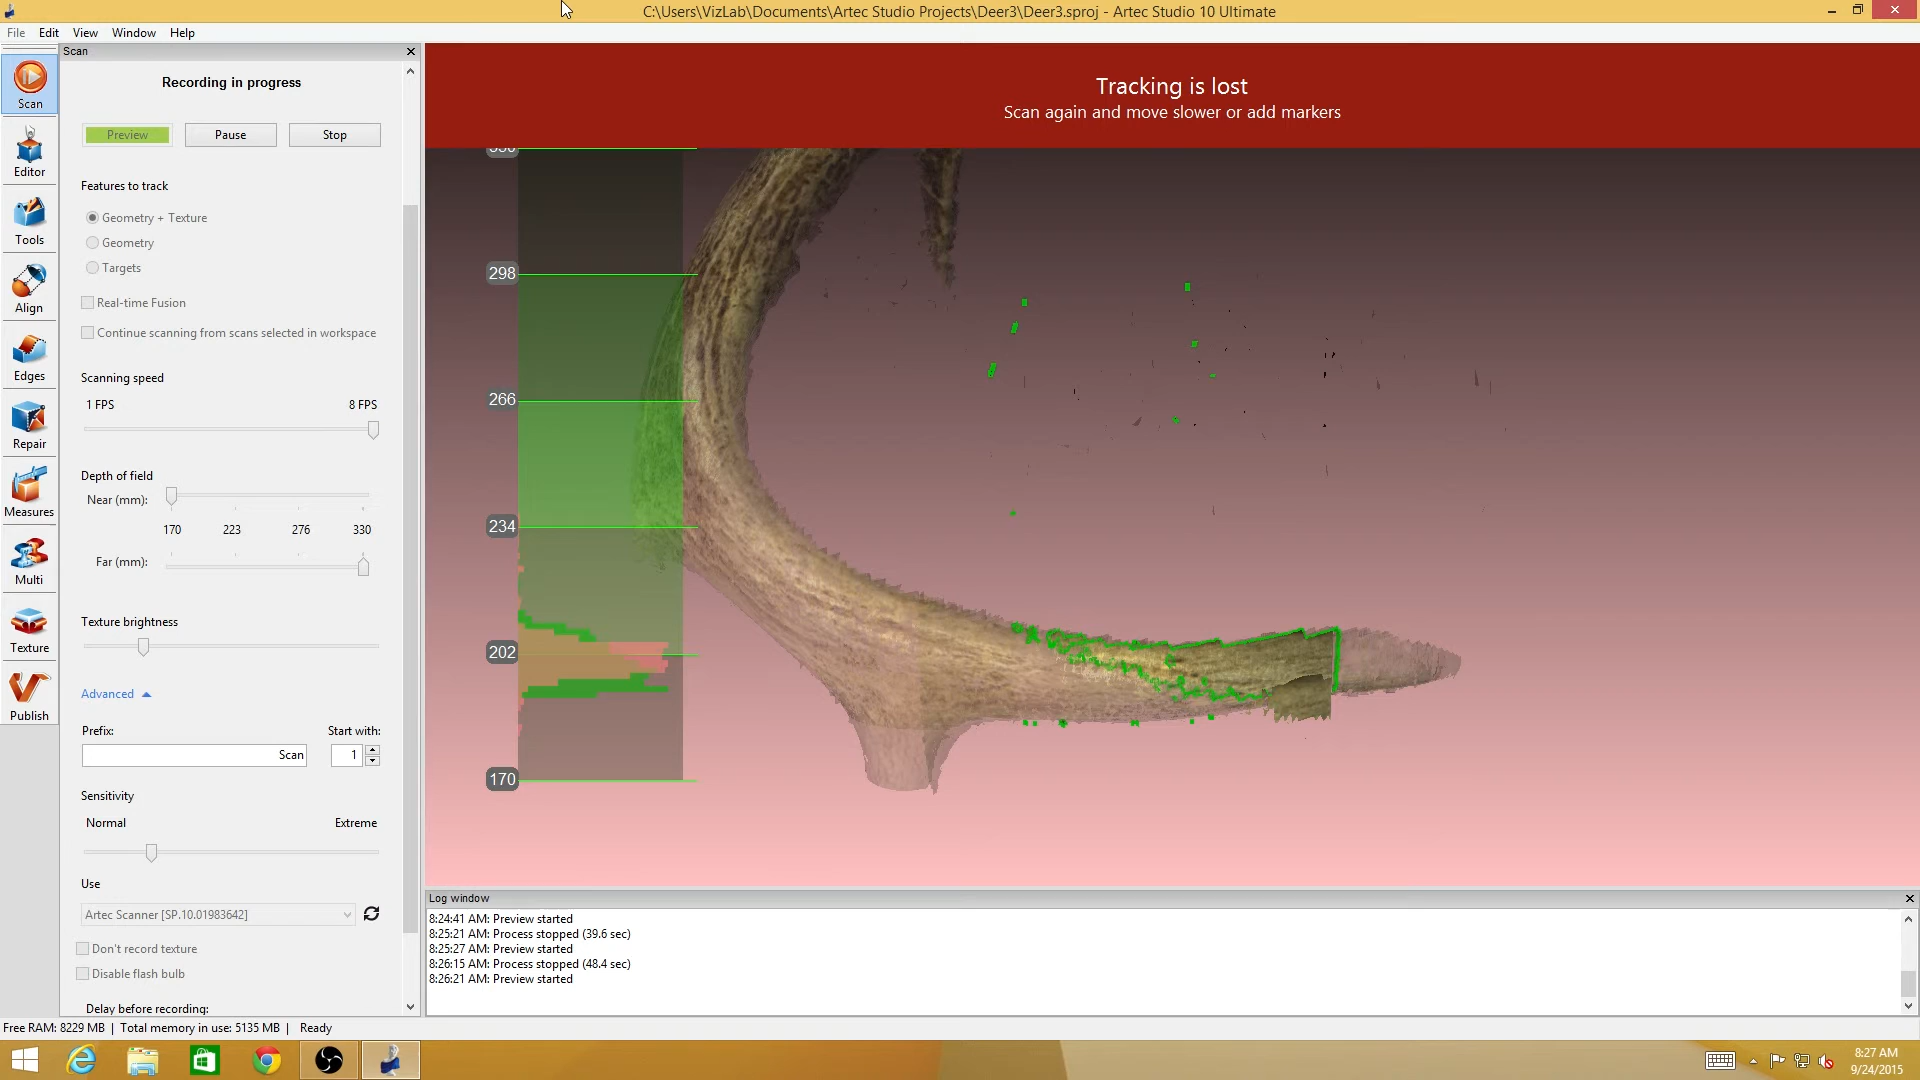 C:\Users\VizLab\Documents\Artec Studio Projects\Deer3\Deer3.sproj - Artec Studio 10 Ultimate
File Edit View Window Help
Scan
Recording in progress
Preview Pause Stop
Features to track
Geometry + Texture
Geometry
Targets
Real-time Fusion
Continue scanning from scans selected in workspace
Scanning speed
1 FPS 8 FPS
Depth of field
Near (mm):
170 223 276 330
Far (mm):
Texture brightness
Advanced
Prefix: Start with:
Scan 1
Sensitivity
Normal Extreme
Use
Artec Scanner [SP.10.01983642]
Don't record texture
Disable flash bulb
Delay before recording:
Scan
Editor
Tools
Align
Edges
Repair
Measures
Multi
Texture
Publish
Tracking is lost
Scan again and move slower or add markers
330
298
266
234
202
170
Log window
8:24:41 AM: Preview started
8:25:21 AM: Process stopped (39.6 sec)
8:25:27 AM: Preview started
8:26:15 AM: Process stopped (48.4 sec)
8:26:21 AM: Preview started
Free RAM: 8229 MB | Total memory in use: 5135 MB | Ready
8:27 AM
9/24/2015